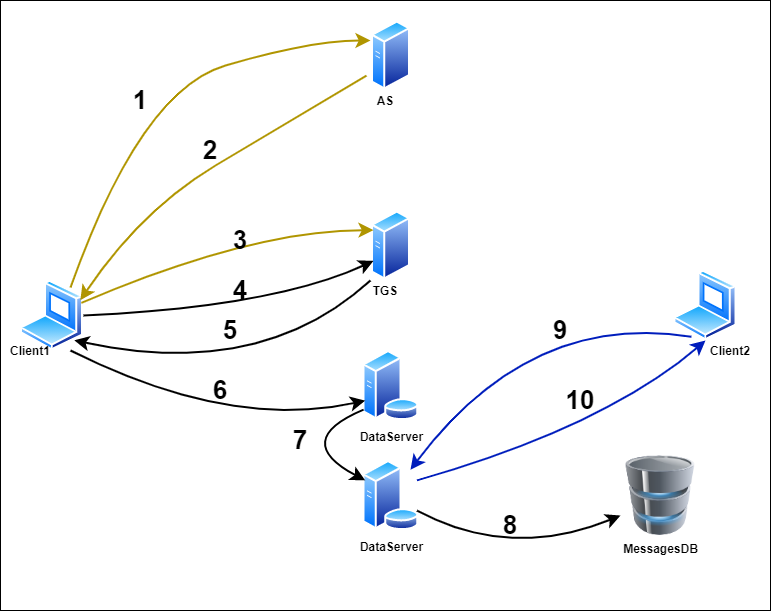 1
AS
2
3
4
TGS
5
Client1
9
Client2
6
10
7
DataServer
8
DataServer
MessagesDB